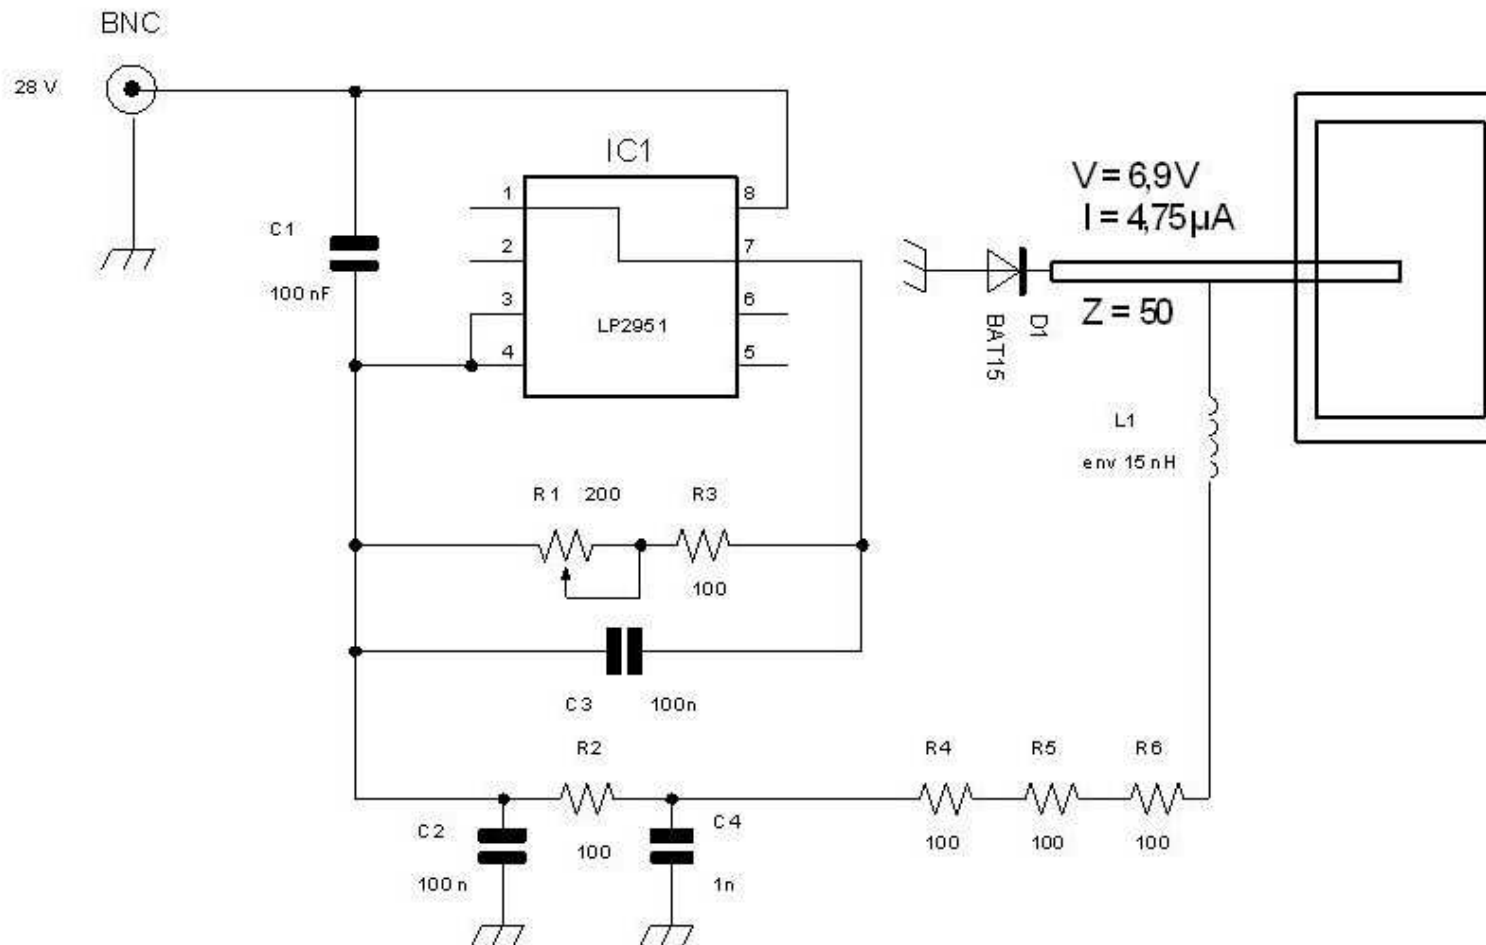 BNC
28 V
IC1
1
8
V = 6,9V
I = 4,75µA
C1
2
7
100 nF
3
6
LP2951
Z = 50
D1
BAT15
4
5
L1
env 15 nH
R1 200
R3
100
C3
100n
R2
R4
R5
R6
C2
C4
100
100
100
100
100 n
1n